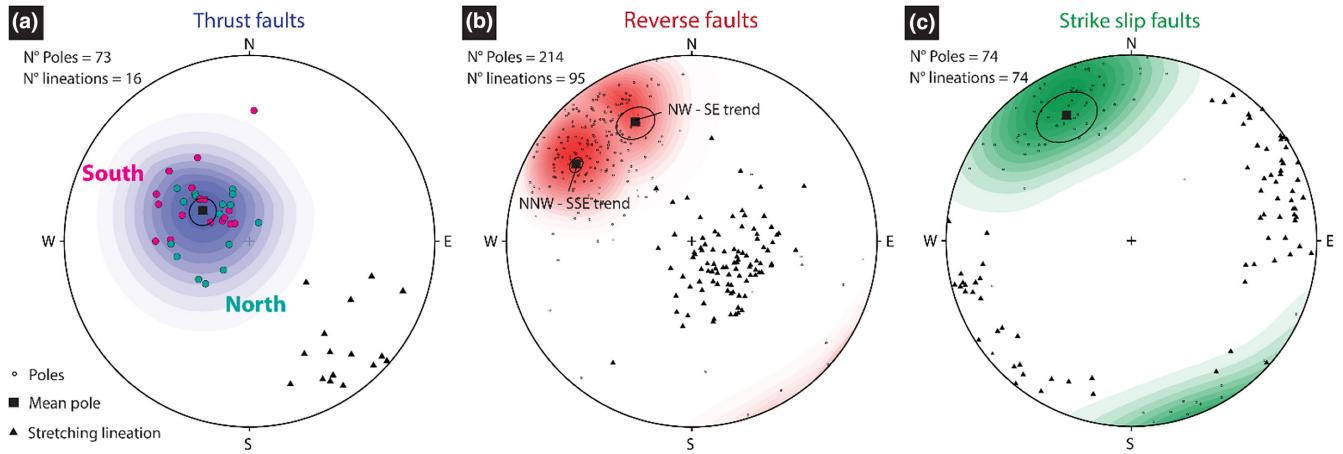 (a)
Thrust faults
N° Poles = 73
N° lineations = 16
N
W
S
South
North
Poles
Mean pole
Stretching lineation
(b)
Reverse faults
N° Poles = 214
N° lineations = 95
N
NW - SE trend
NNW - SSE trend
W
E
S
(c)
Strike slip faults
N° Poles = 74
N° lineations = 74
N
W
E
S
E